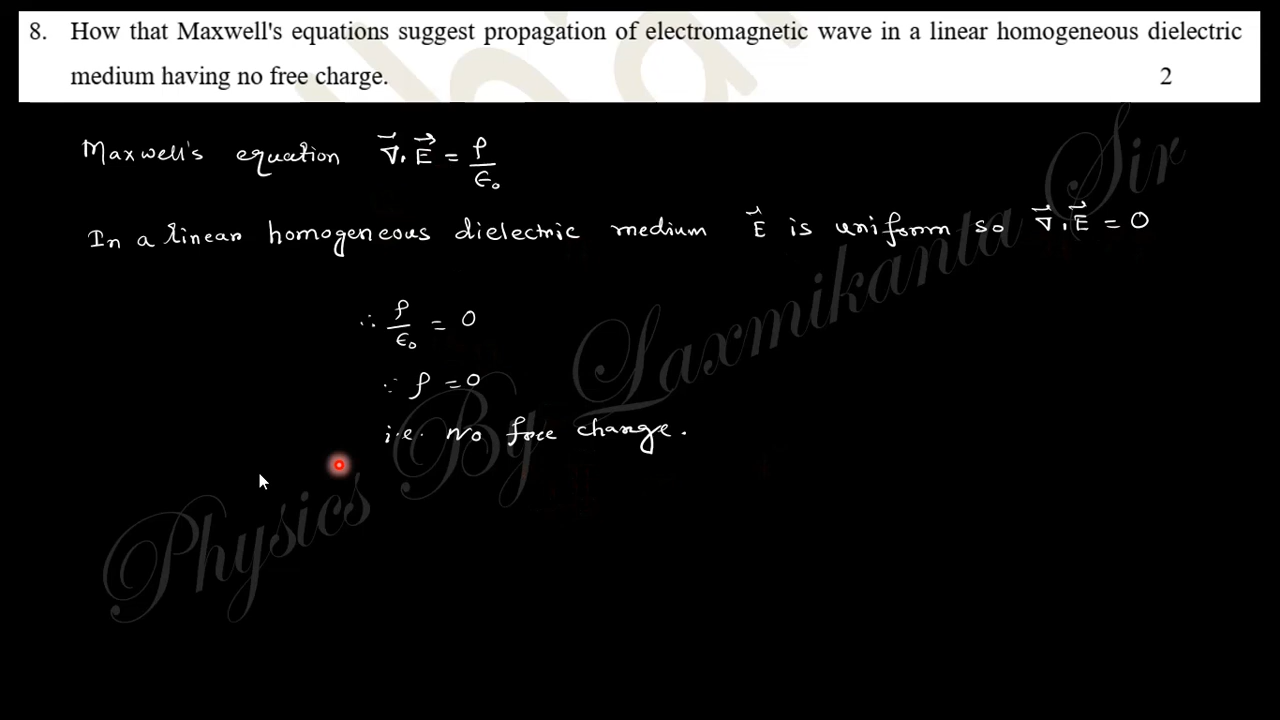 8. How that Maxwell's equations suggest propagation of electromagnetic wave in a linear homogeneous dielectric
medium having no free charge. 2
Maxwell's equation ∇⃗.E⃗ = ρ/ϵ₀
In a linear homogeneous dielectric medium E⃗ is uniform so ∇⃗.E⃗ = 0
∴ ρ/ϵ₀ = 0
∵ ρ = 0
i.e. No free charge.
Physics By Laxmikanta Sir